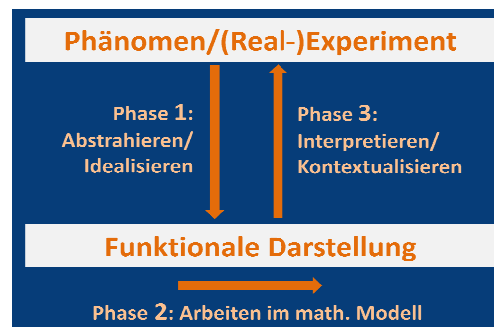 Phänomen/(Real-)Experiment
Phase 1:
Abstrahieren/
Idealisieren
Phase 3:
Interpretieren/
Kontextualisieren
Funktionale Darstellung
Phase 2: Arbeiten im math. Modell